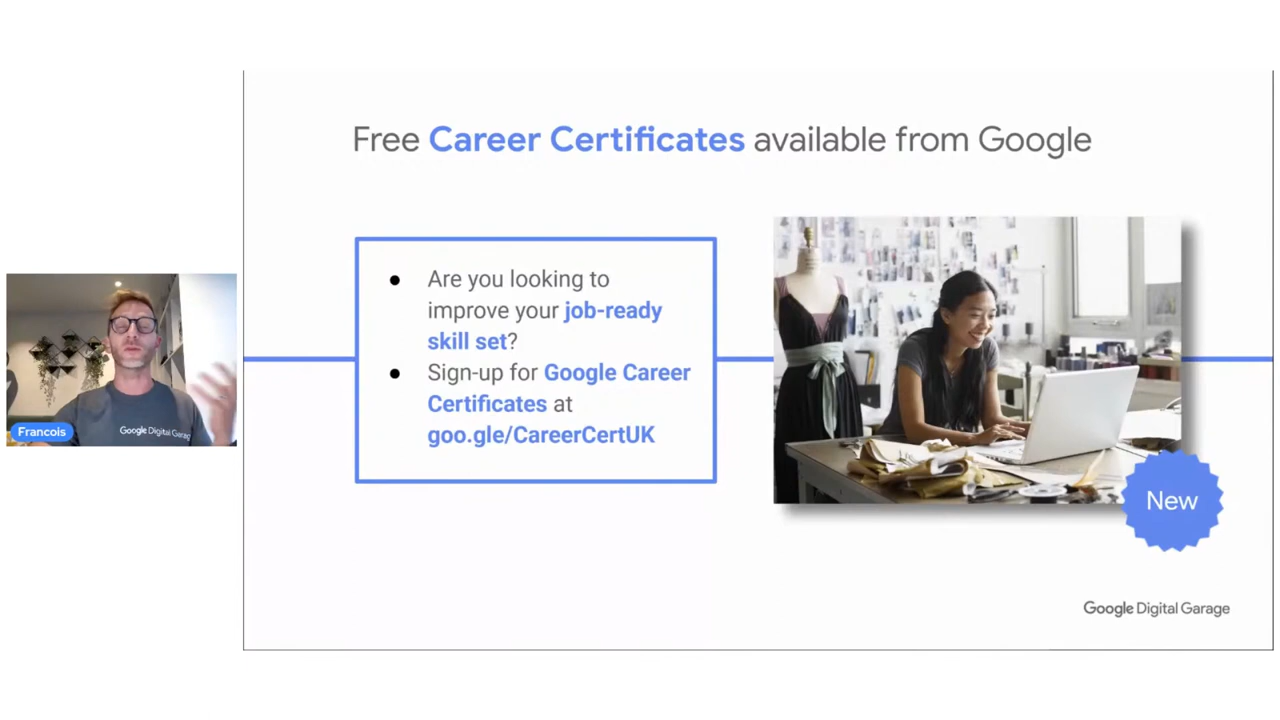 Free Career Certificates available from Google
● Are you looking to
improve your job-ready
skill set?
● Sign-up for Google Career
Certificates at
goo.gle/CareerCertUK
New
Francois
Google Digital Garag
Google Digital Garage